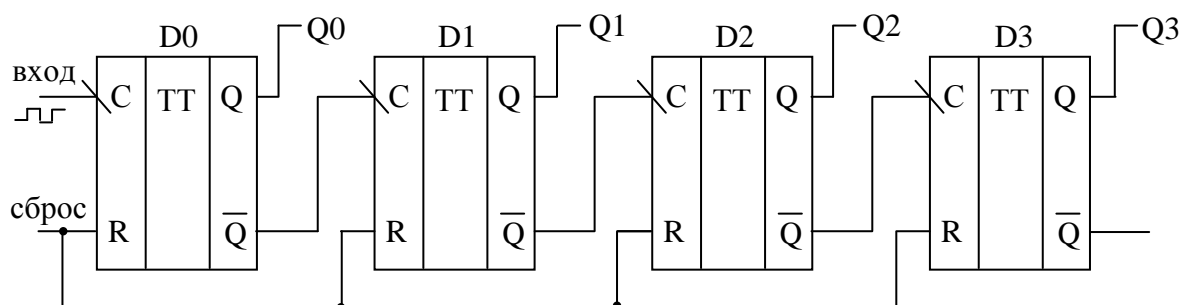 D0 Q0 D1 Q1 D2 Q2 D3 Q3
вход C TT Q C TT Q C TT Q C TT Q
сброс R Q̅ R Q̅ R Q̅ R Q̅